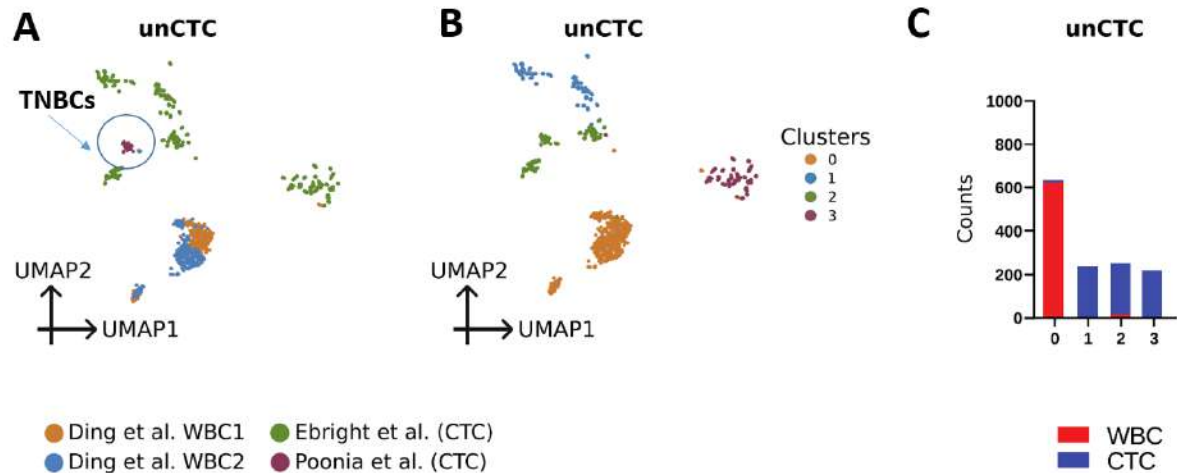 A
unCTC
TNBCs
UMAP2
UMAP1
Ding et al. WBC1
Ebright et al. (CTC)
Ding et al. WBC2
Poonia et al. (CTC)
B
unCTC
Clusters
0
1
2
3
UMAP2
UMAP1
C
unCTC
Counts
1000
800
600
400
200
0
0 1 2 3
WBC
CTC